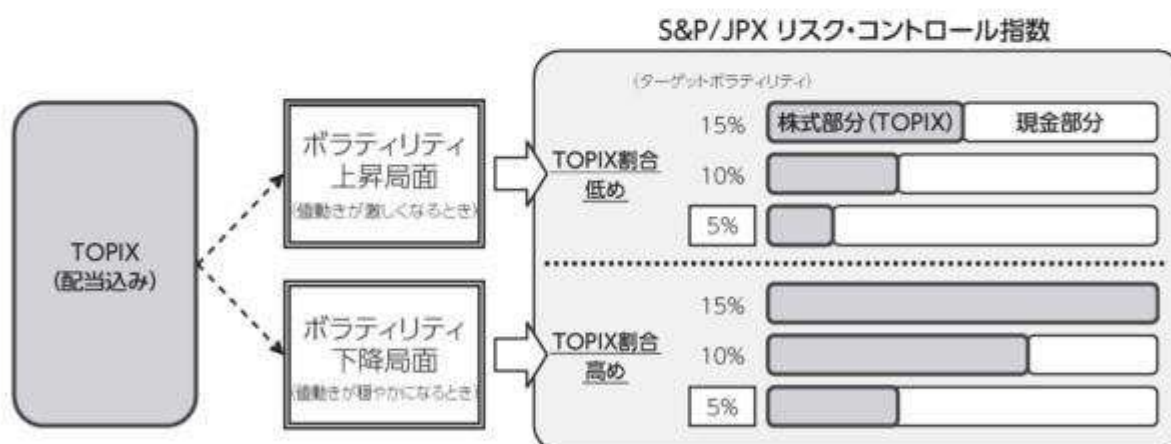 S&P/JPX リスク・コントロール指数
TOPIX
(配当込み)
ボラティリティ
上昇局面
(値動きが激しくなるとき)
ボラティリティ
下降局面
(値動きが穏やかになるとき)
(ターゲットボラティリティ)
TOPIX割合
低め
15%
株式部分(TOPIX)
現金部分
10%
5%
TOPIX割合
高め
15%
10%
5%